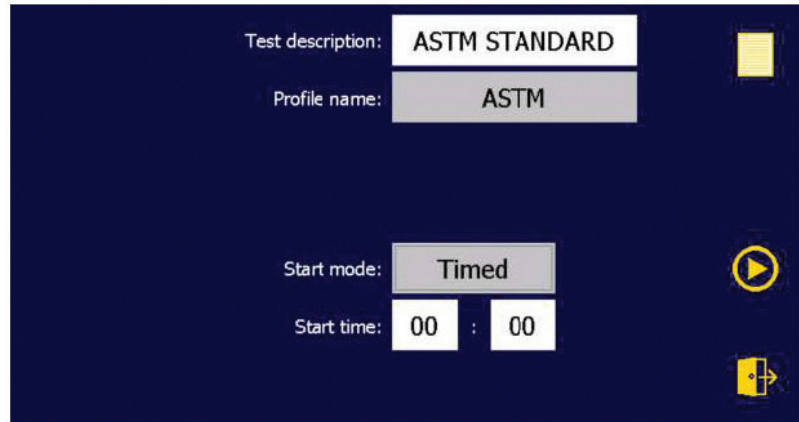 Test description: ASTM STANDARD
Profile name: ASTM
Start mode: Timed
Start time: 00 : 00